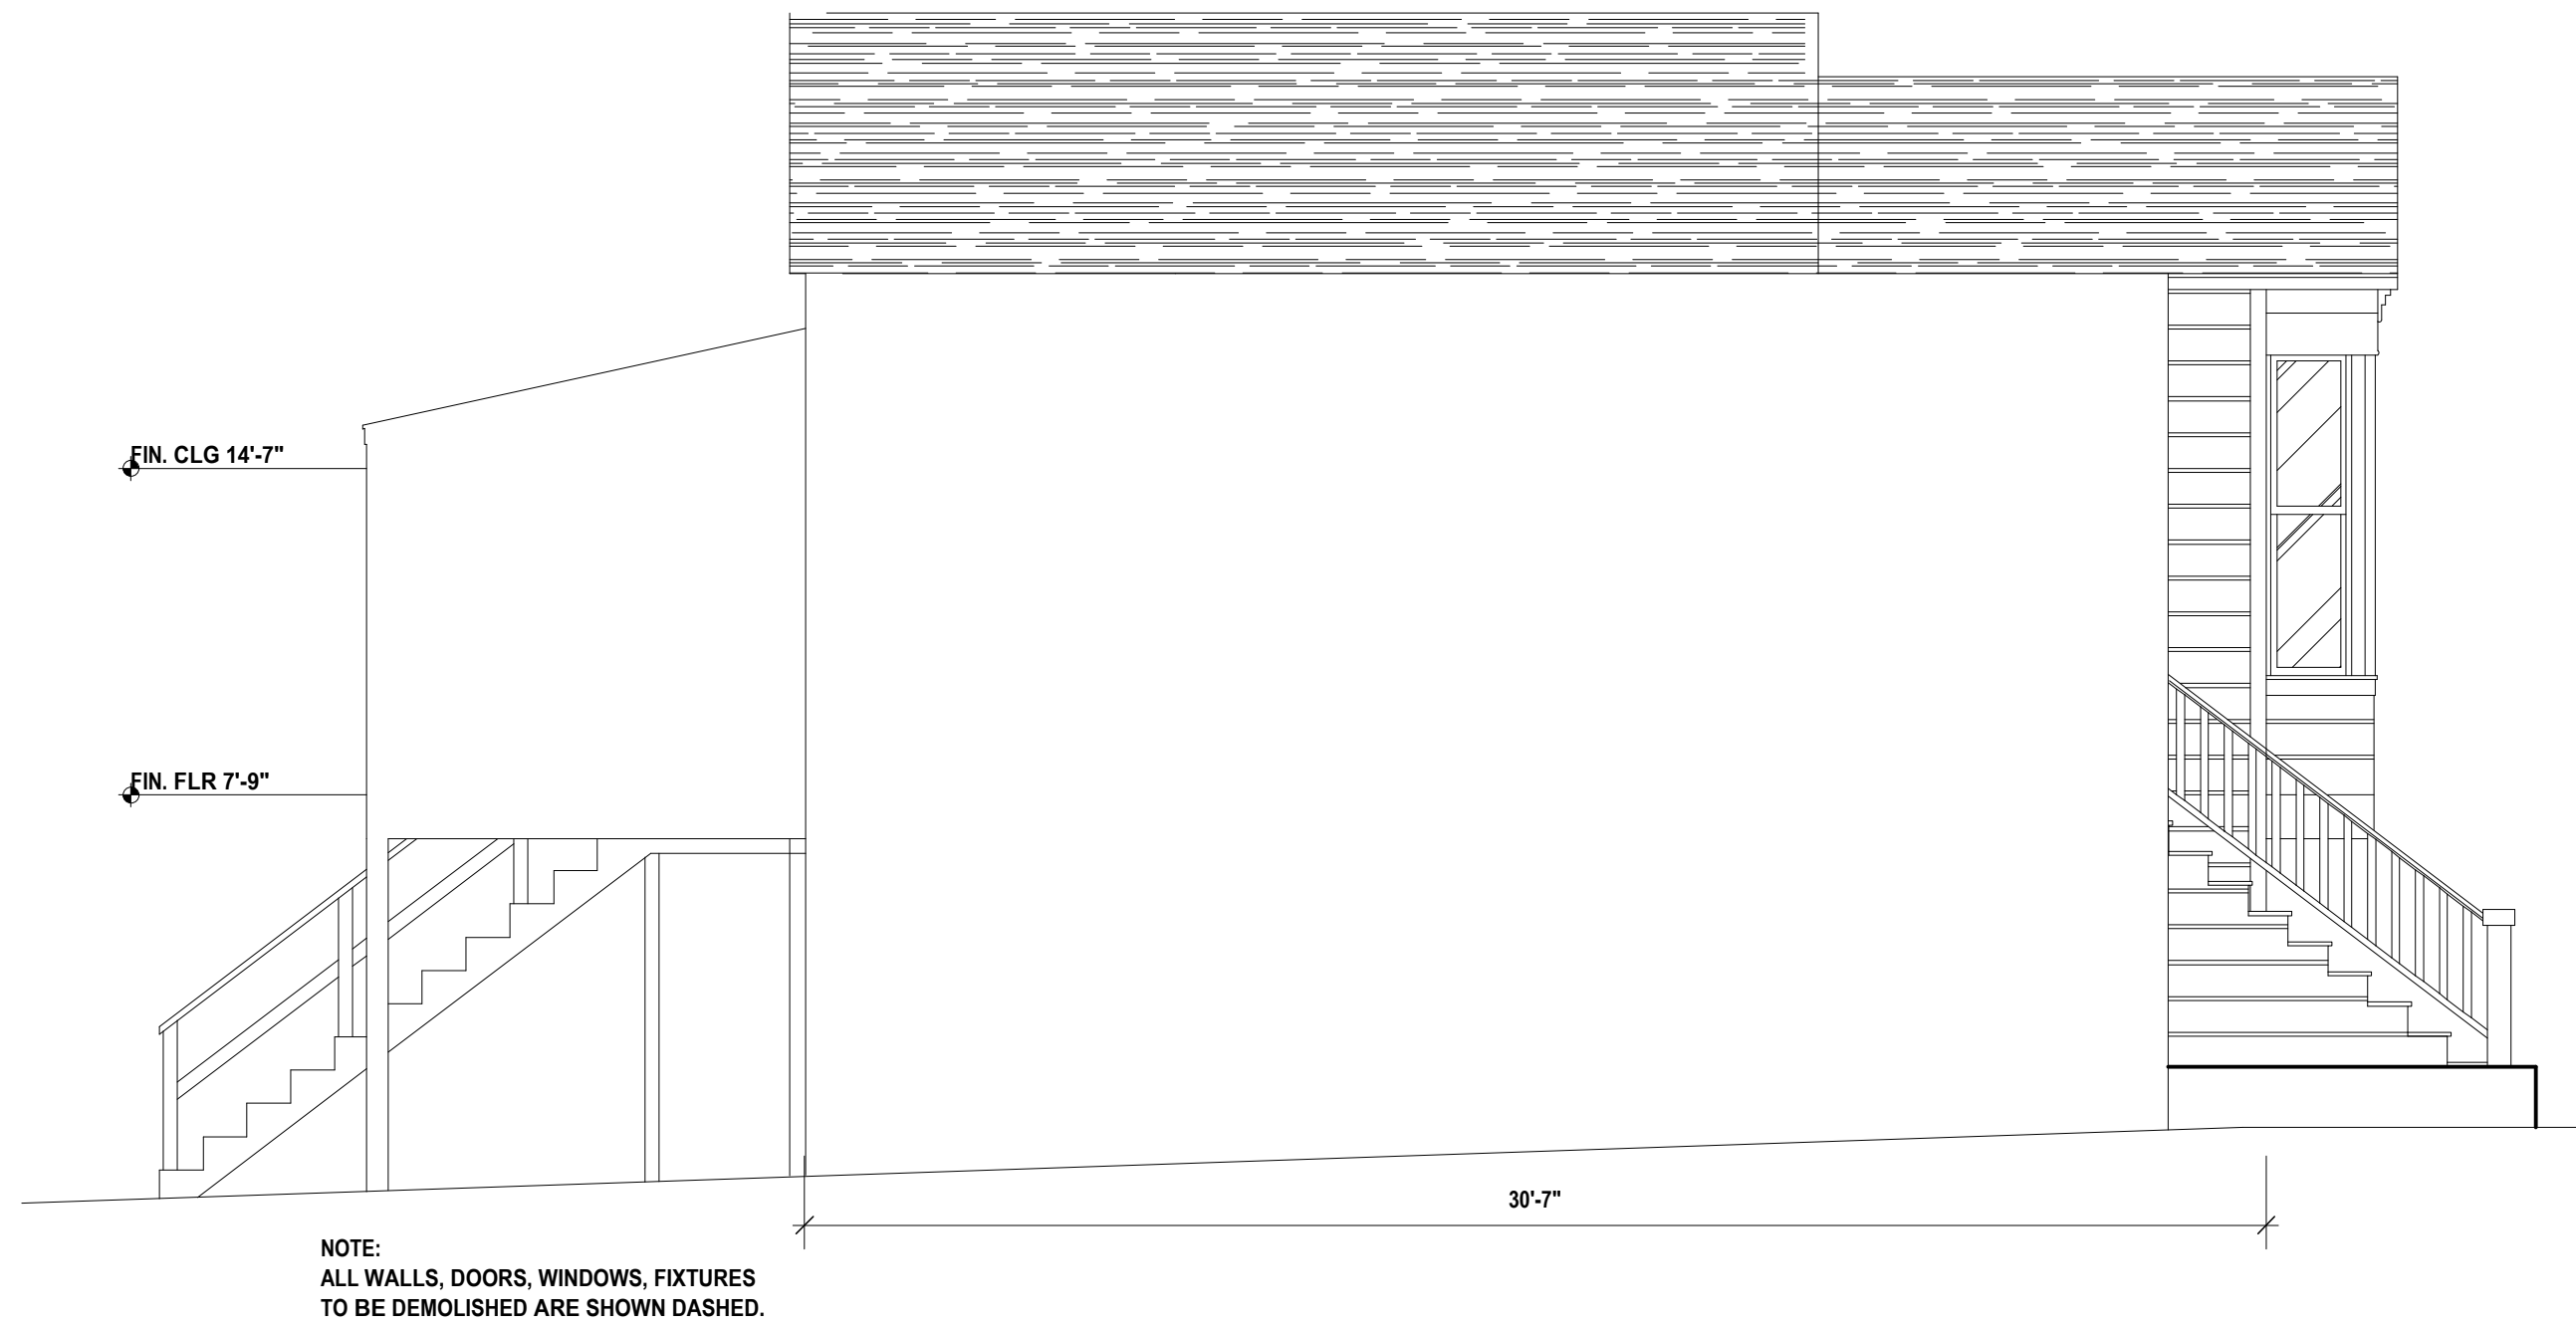 FIN. CLG 14'-7"
FIN. FLR 7'-9"
30'-7"
NOTE:
ALL WALLS, DOORS, WINDOWS, FIXTURES
TO BE DEMOLISHED ARE SHOWN DASHED.